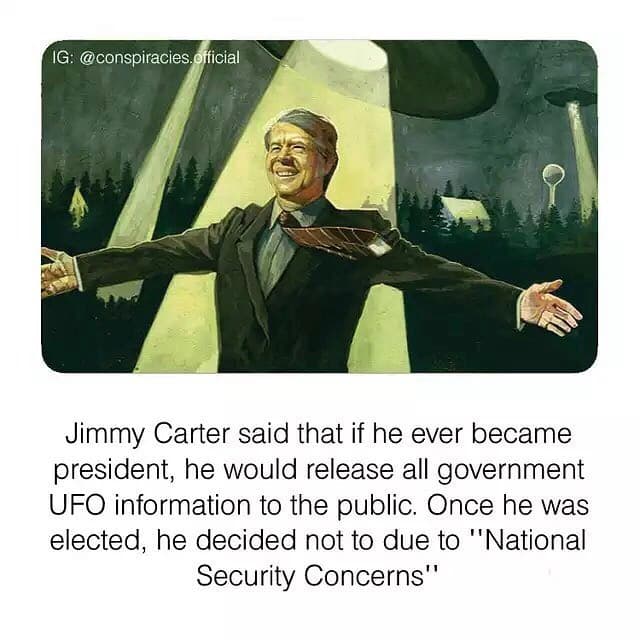 IG: @conspiracies.official
Jimmy Carter said that if he ever became
president, he would release all government
UFO information to the public. Once he was
elected, he decided not to due to "National
Security Concerns"